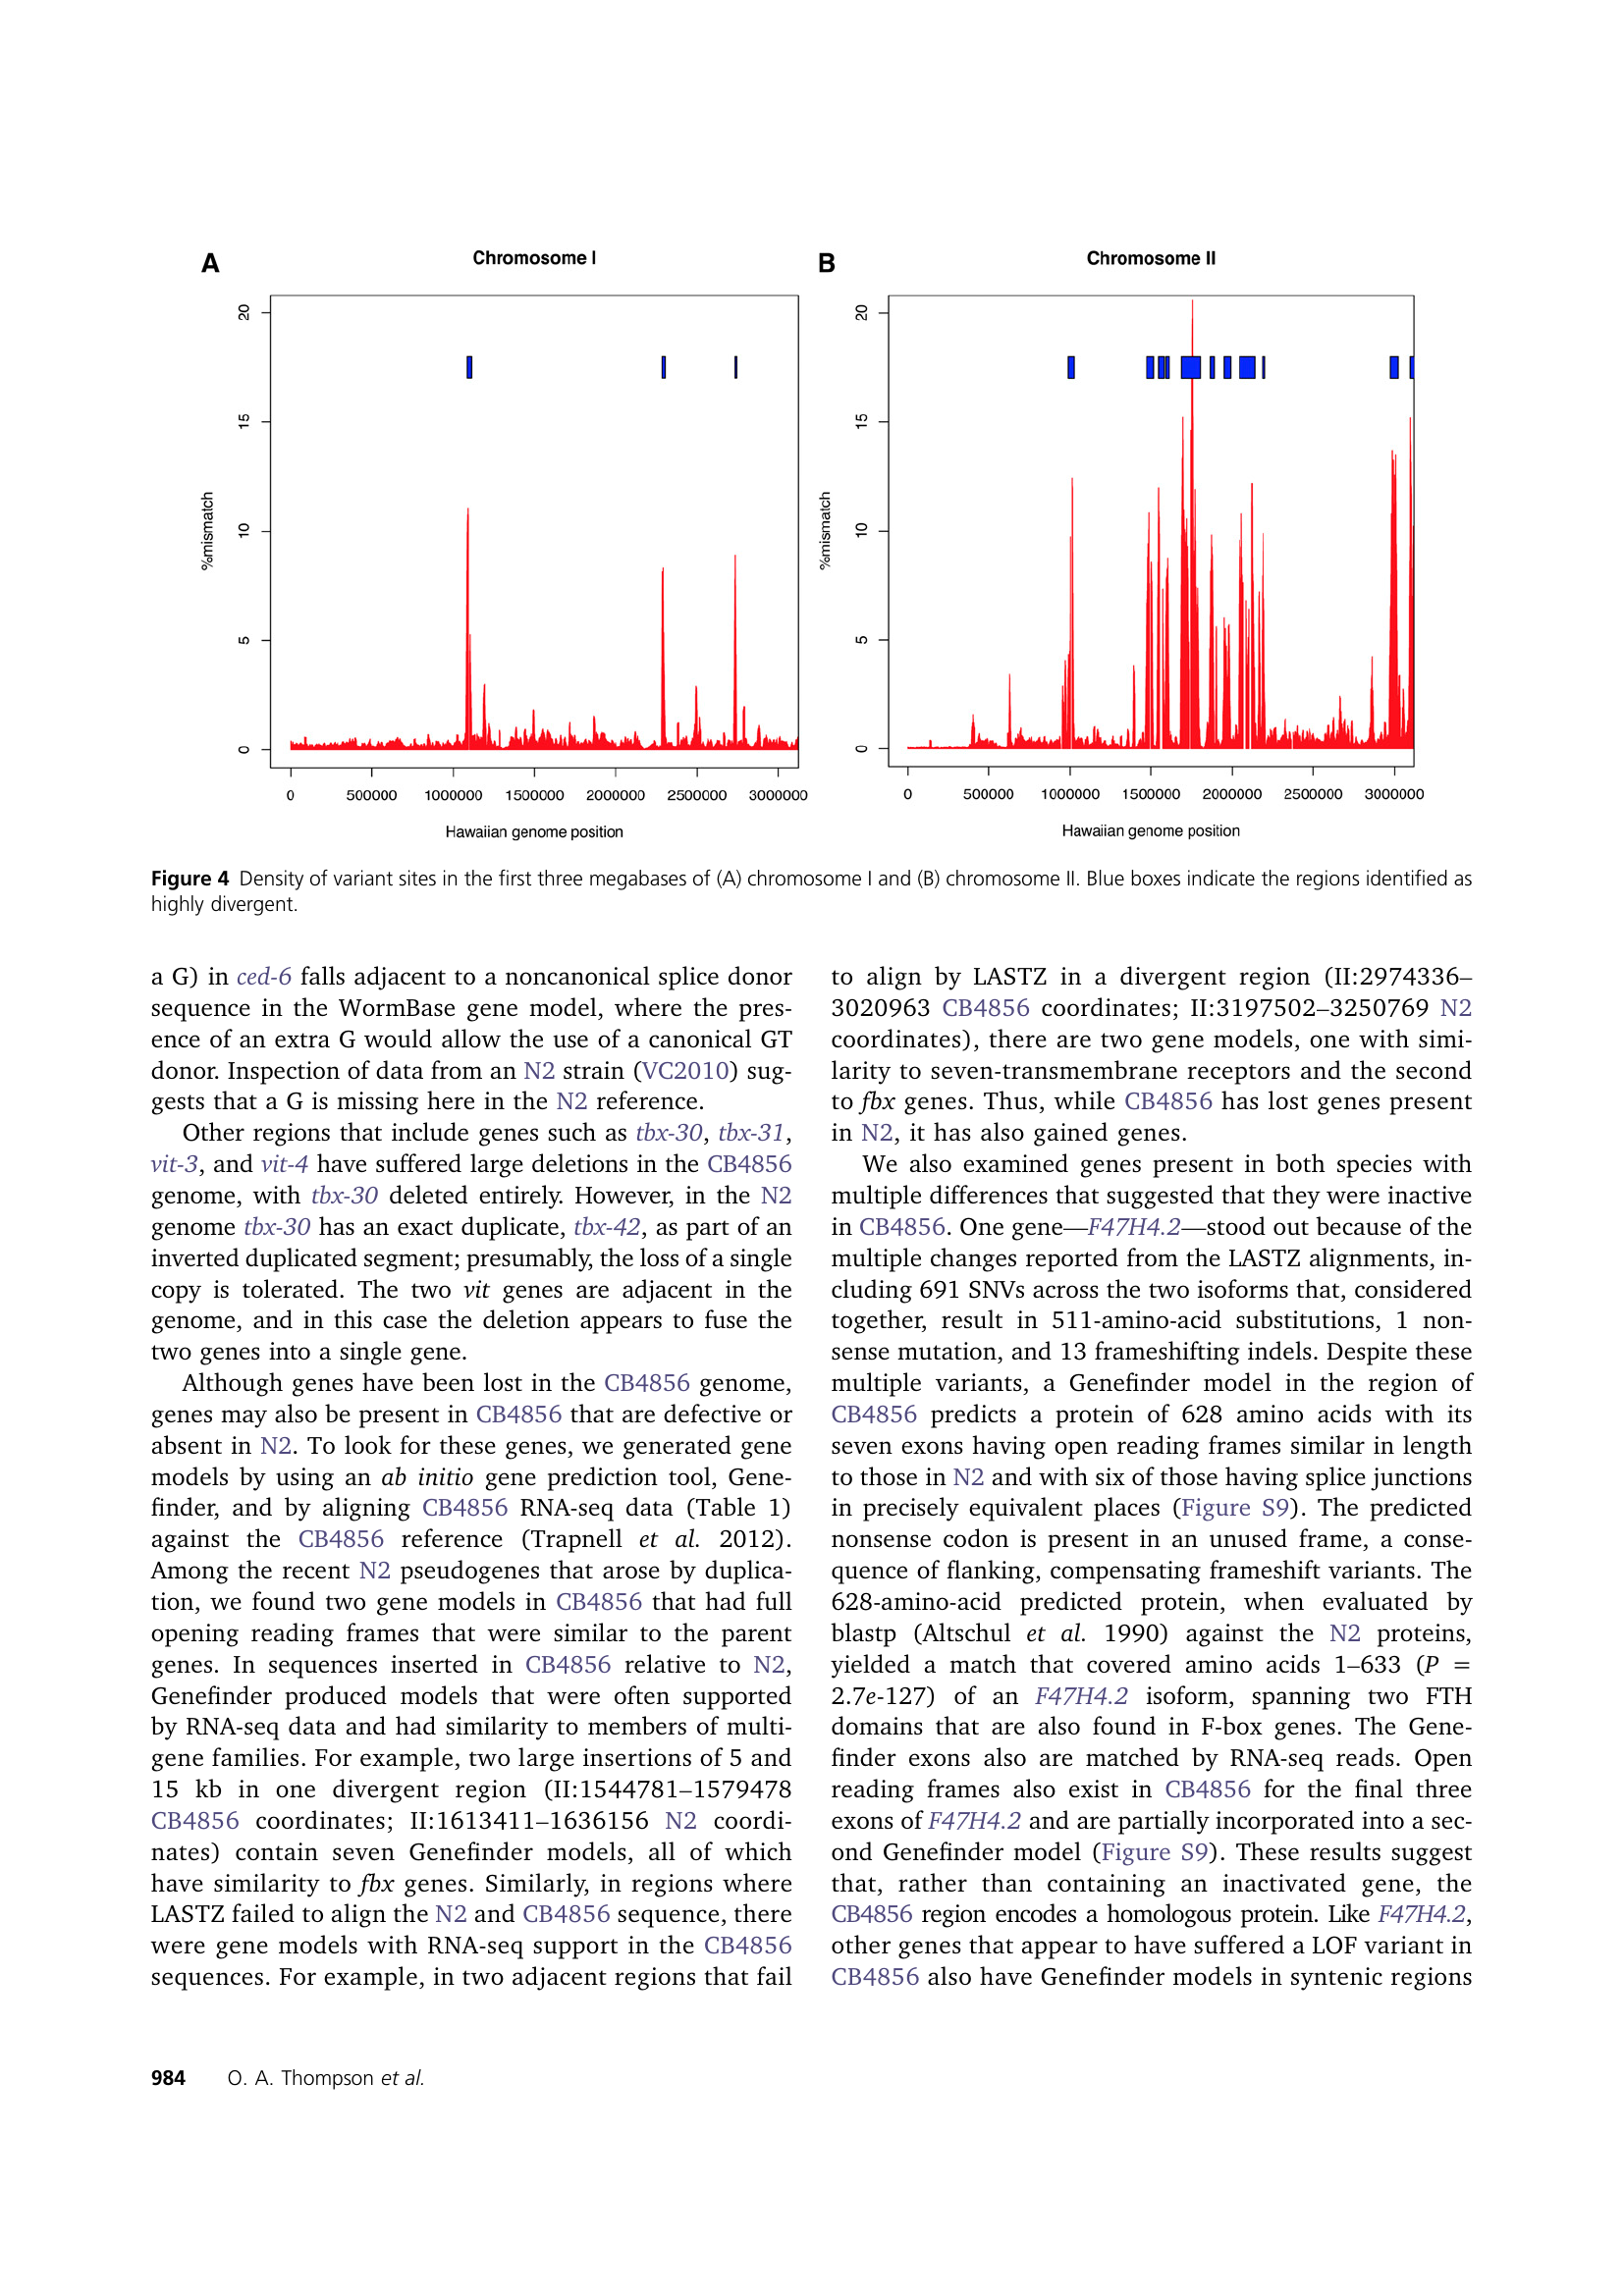 A
Chromosome I
20
15
10
5
0
%mismatch
0 500000 1000000 1500000 2000000 2500000 3000000
Hawaiian genome position
B
Chromosome II
20
15
10
5
0
%mismatch
0 500000 1000000 1500000 2000000 2500000 3000000
Hawaiian genome position
Figure 4 Density of variant sites in the first three megabases of (A) chromosome I and (B) chromosome II. Blue boxes indicate the regions identified as
highly divergent.
a G) in ced-6 falls adjacent to a noncanonical splice donor
sequence in the WormBase gene model, where the pres-
ence of an extra G would allow the use of a canonical GT
donor. Inspection of data from an N2 strain (VC2010) sug-
gests that a G is missing here in the N2 reference.
Other regions that include genes such as tbx-30, tbx-31,
vit-3, and vit-4 have suffered large deletions in the CB4856
genome, with tbx-30 deleted entirely. However, in the N2
genome tbx-30 has an exact duplicate, tbx-42, as part of an
inverted duplicated segment; presumably, the loss of a single
copy is tolerated. The two vit genes are adjacent in the
genome, and in this case the deletion appears to fuse the
two genes into a single gene.
Although genes have been lost in the CB4856 genome,
genes may also be present in CB4856 that are defective or
absent in N2. To look for these genes, we generated gene
models by using an ab initio gene prediction tool, Gene-
finder, and by aligning CB4856 RNA-seq data (Table 1)
against the CB4856 reference (Trapnell et al. 2012).
Among the recent N2 pseudogenes that arose by duplica-
tion, we found two gene models in CB4856 that had full
opening reading frames that were similar to the parent
genes. In sequences inserted in CB4856 relative to N2,
Genefinder produced models that were often supported
by RNA-seq data and had similarity to members of multi-
gene families. For example, two large insertions of 5 and
15 kb in one divergent region (II:1544781–1579478
CB4856 coordinates; II:1613411–1636156 N2 coordi-
nates) contain seven Genefinder models, all of which
have similarity to fbx genes. Similarly, in regions where
LASTZ failed to align the N2 and CB4856 sequence, there
were gene models with RNA-seq support in the CB4856
sequences. For example, in two adjacent regions that fail
to align by LASTZ in a divergent region (II:2974336–
3020963 CB4856 coordinates; II:3197502–3250769 N2
coordinates), there are two gene models, one with simi-
larity to seven-transmembrane receptors and the second
to fbx genes. Thus, while CB4856 has lost genes present
in N2, it has also gained genes.
We also examined genes present in both species with
multiple differences that suggested that they were inactive
in CB4856. One gene—F47H4.2—stood out because of the
multiple changes reported from the LASTZ alignments, in-
cluding 691 SNVs across the two isoforms that, considered
together, result in 511-amino-acid substitutions, 1 non-
sense mutation, and 13 frameshifting indels. Despite these
multiple variants, a Genefinder model in the region of
CB4856 predicts a protein of 628 amino acids with its
seven exons having open reading frames similar in length
to those in N2 and with six of those having splice junctions
in precisely equivalent places (Figure S9). The predicted
nonsense codon is present in an unused frame, a conse-
quence of flanking, compensating frameshift variants. The
628-amino-acid predicted protein, when evaluated by
blastp (Altschul et al. 1990) against the N2 proteins,
yielded a match that covered amino acids 1–633 (P =
2.7e-127) of an F47H4.2 isoform, spanning two FTH
domains that are also found in F-box genes. The Gene-
finder exons also are matched by RNA-seq reads. Open
reading frames also exist in CB4856 for the final three
exons of F47H4.2 and are partially incorporated into a sec-
ond Genefinder model (Figure S9). These results suggest
that, rather than containing an inactivated gene, the
CB4856 region encodes a homologous protein. Like F47H4.2,
other genes that appear to have suffered a LOF variant in
CB4856 also have Genefinder models in syntenic regions
984 O. A. Thompson et al.